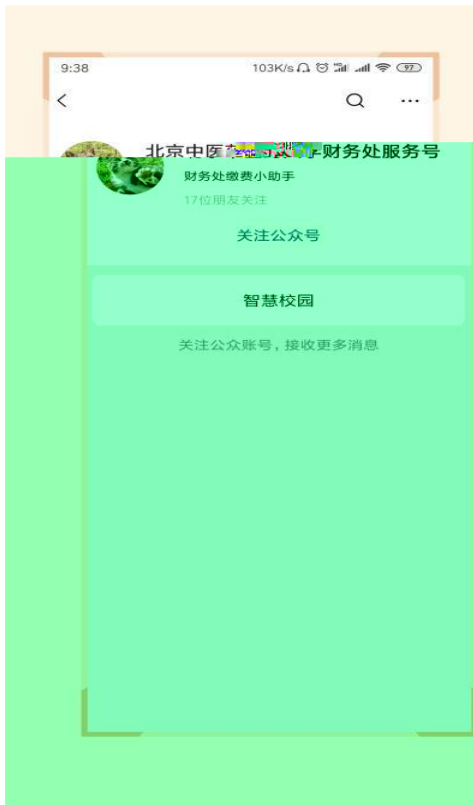 9:38 103K/s 97
北京中医 财务处服务号
财务处缴费小助手
17位朋友关注
关注公众号
智慧校园
关注公众账号，接收更多消息